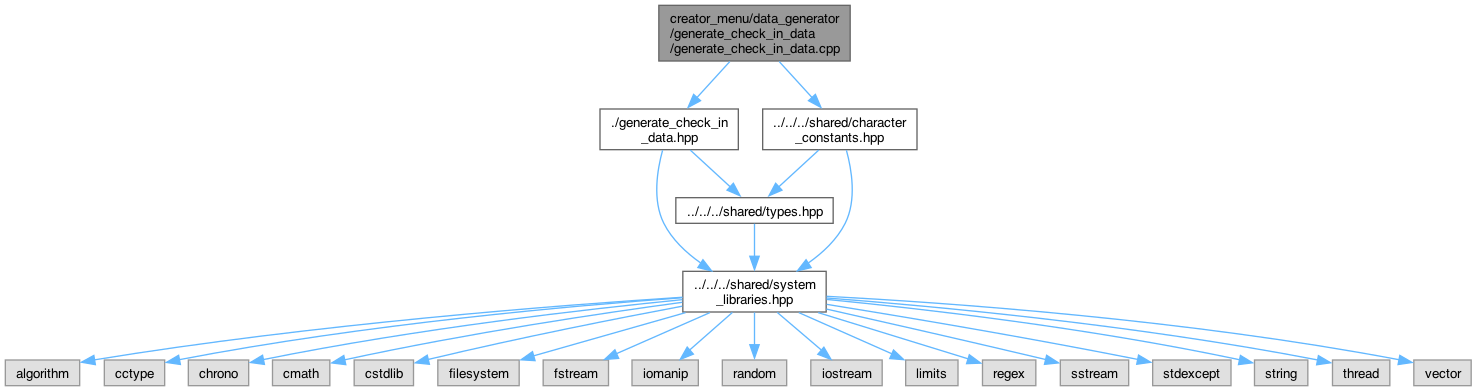 creator_menu/data_generator
/generate_check_in_data
/generate_check_in_data.cpp
./generate_check_in
_data.hpp
../../../shared/character
_constants.hpp
../../../shared/types.hpp
../../../shared/system
_libraries.hpp
algorithm
cctype
chrono
cmath
cstdlib
filesystem
fstream
iomanip
random
iostream
limits
regex
sstream
stdexcept
string
thread
vector